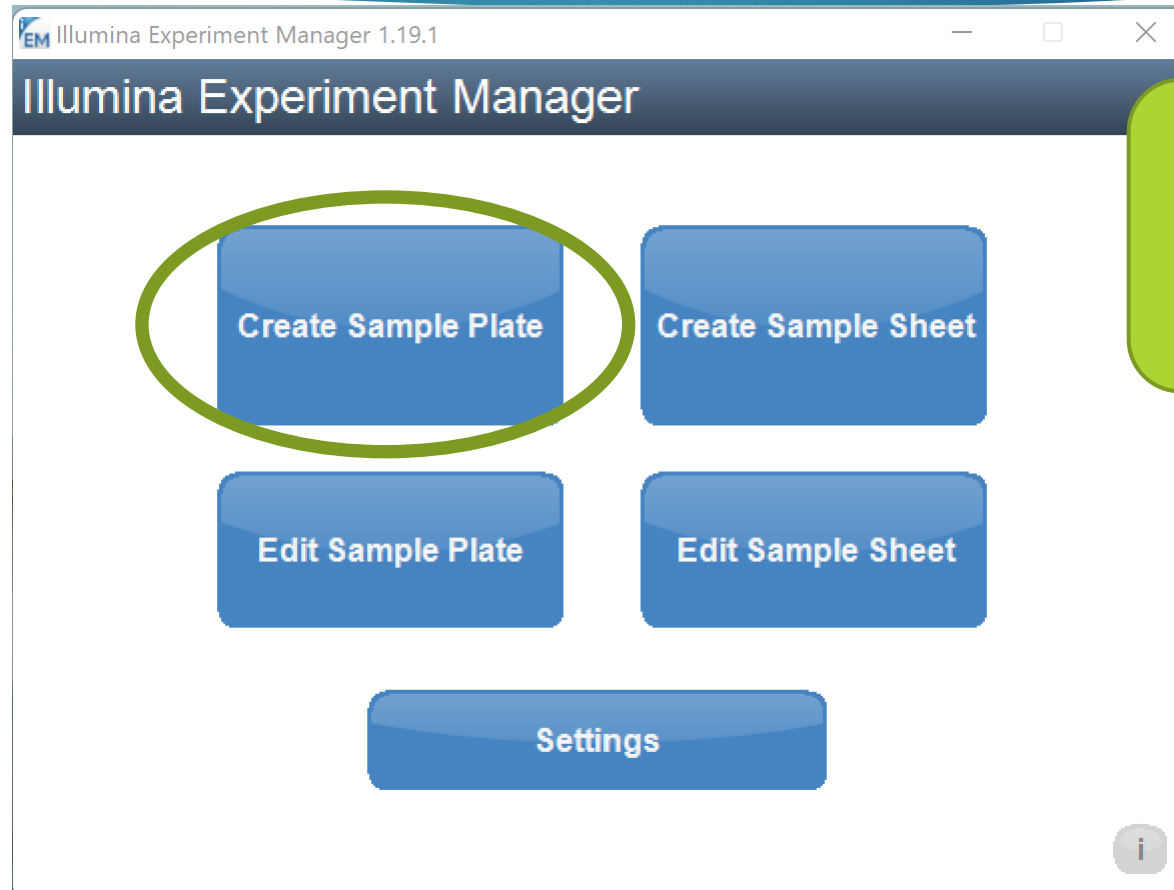 EM Illumina Experiment Manager 1.19.1
Illumina Experiment Manager
Create Sample Plate
Create Sample Sheet
Edit Sample Plate
Edit Sample Sheet
Settings
i